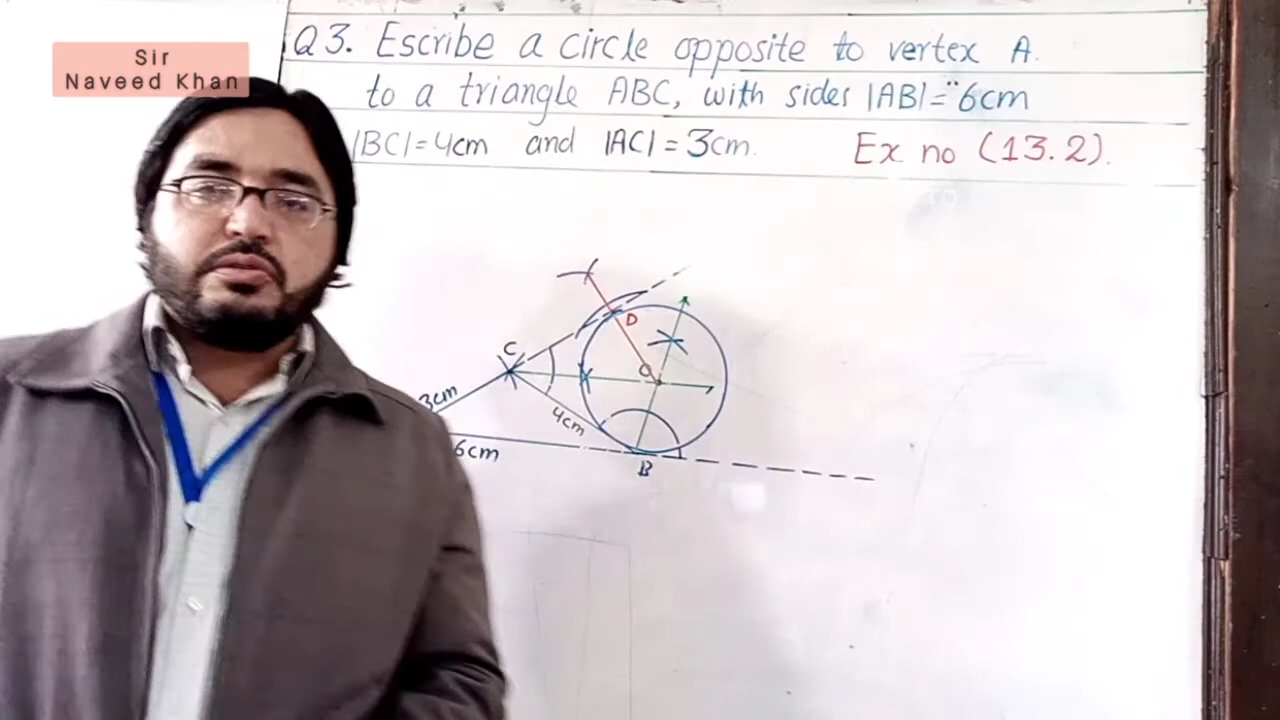 Sir
Naveed Khan
Q3. Escribe a circle opposite to vertex A.
to a triangle ABC, with sides |AB| = 6cm
|BC| = 4cm and |AC| = 3cm. Ex no (13.2).
D
C
O
3cm
4cm
6cm
B